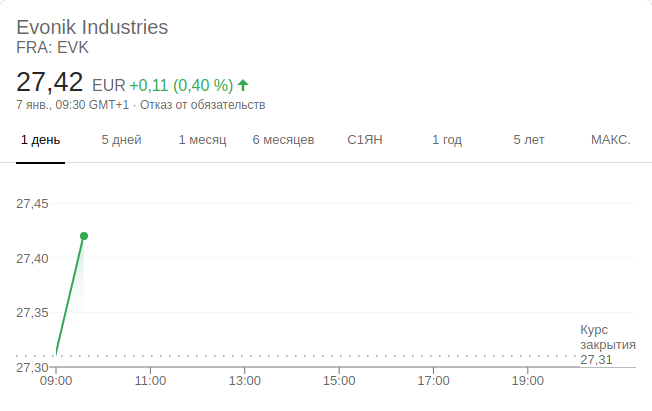 Evonik Industries
FRA: EVK
27,42 EUR +0,11 (0,40 %)
7 янв., 09:30 GMT+1 · Отказ от обязательств
1 день 5 дней 1 месяц 6 месяцев С1ЯН 1 год 5 лет МАКС.
27,45
27,40
27,35
Курс
закрытия
27,31
27,30
09:00 11:00 13:00 15:00 17:00 19:00